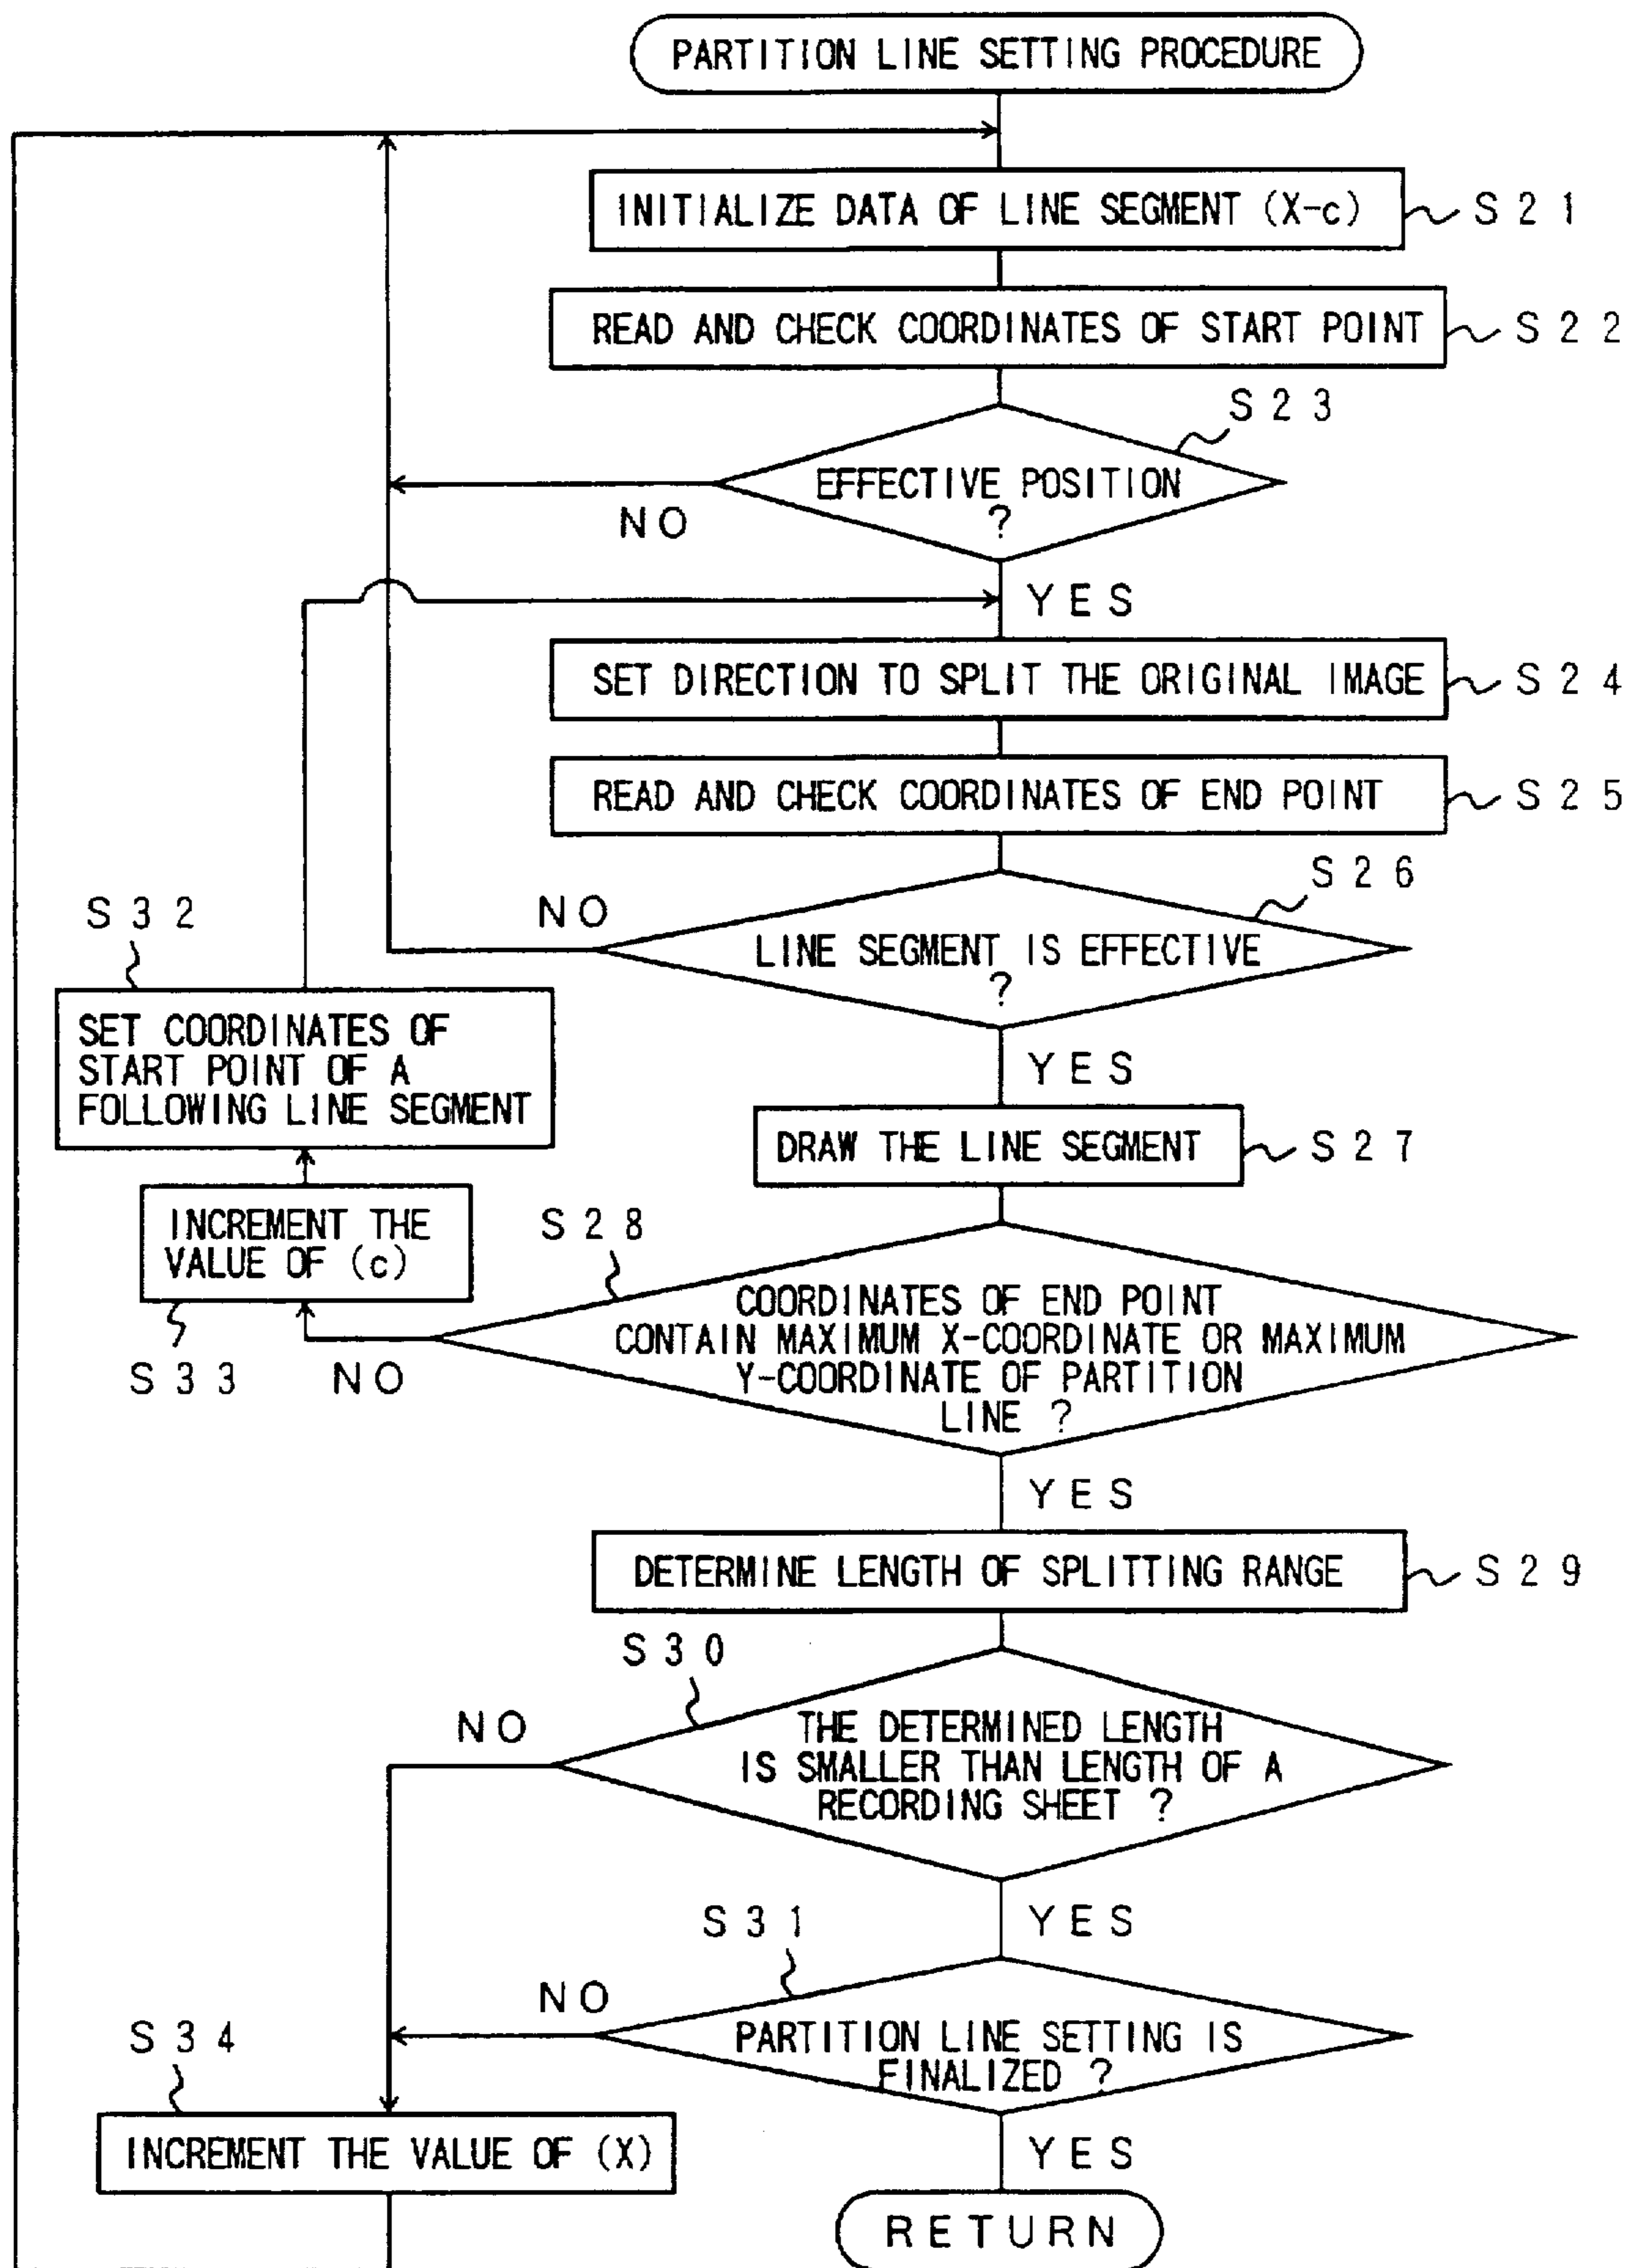 PARTITION LINE SETTING PROCEDURE
INITIALIZE DATA OF LINE SEGMENT (X-c)
S21
READ AND CHECK COORDINATES OF START POINT
S22
S23
EFFECTIVE POSITION
?
NO
YES
SET DIRECTION TO SPLIT THE ORIGINAL IMAGE
S24
READ AND CHECK COORDINATES OF END POINT
S25
S26
NO
LINE SEGMENT IS EFFECTIVE
?
S32
SET COORDINATES OF
START POINT OF A
FOLLOWING LINE SEGMENT
YES
DRAW THE LINE SEGMENT
S27
INCREMENT THE
VALUE OF (c)
S33
S28
NO
COORDINATES OF END POINT
CONTAIN MAXIMUM X-COORDINATE OR MAXIMUM
Y-COORDINATE OF PARTITION
LINE ?
YES
DETERMINE LENGTH OF SPLITTING RANGE
S29
S30
NO
THE DETERMINED LENGTH
IS SMALLER THAN LENGTH OF A
RECORDING SHEET ?
YES
S31
NO
PARTITION LINE SETTING IS
FINALIZED ?
S34
INCREMENT THE VALUE OF (X)
YES
RETURN